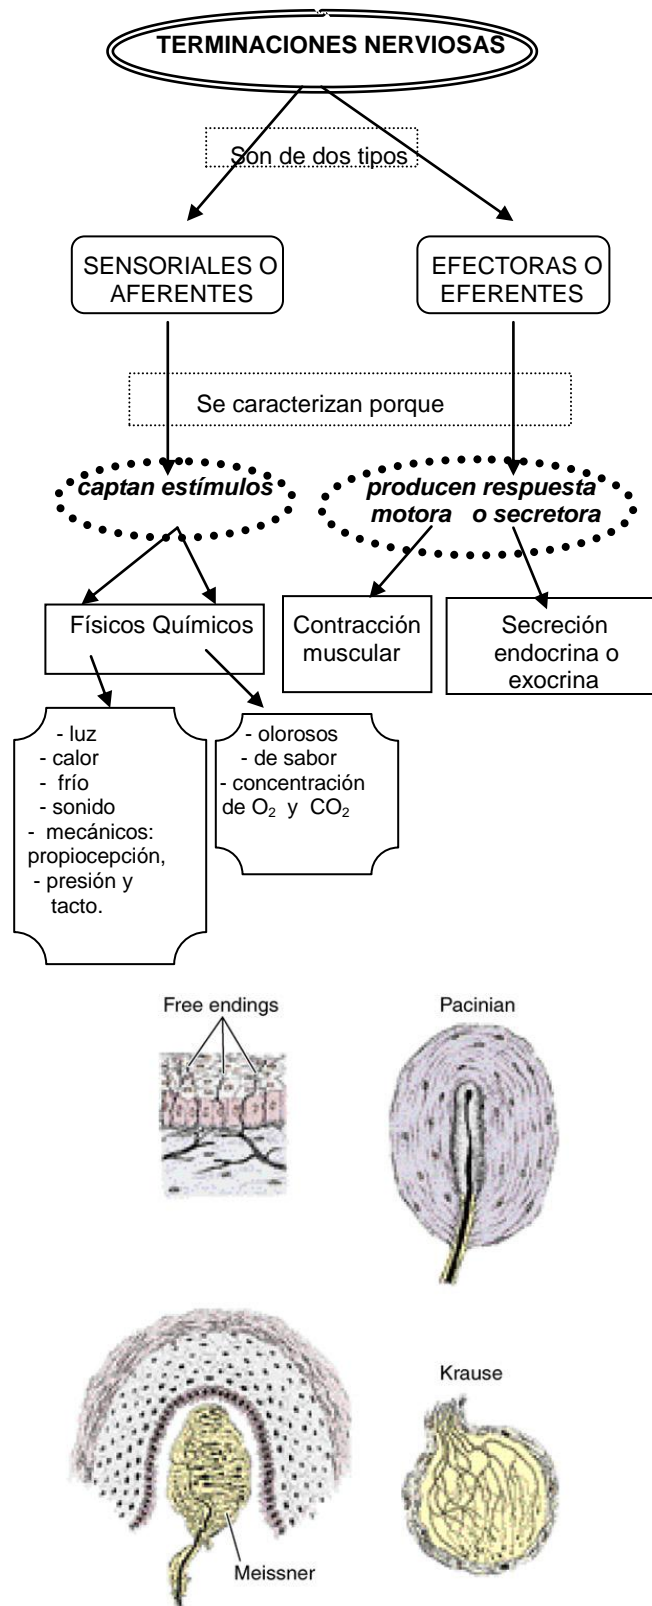 TERMINACIONES NERVIOSAS
Son de dos tipos
SENSORIALES O
AFERENTES
EFECTORAS O
EFERENTES
Se caracterizan porque
captan estímulos
producen respuesta
motora o secretora
Físicos Químicos
Contracción
muscular
Secreción
endocrina o
exocrina
- luz
- calor
- frío
- sonido
- mecánicos:
propiocepción,
- presión y
tacto.
- olorosos
- de sabor
- concentración
de O₂ y CO₂
Free endings
Pacinian
Meissner
Krause